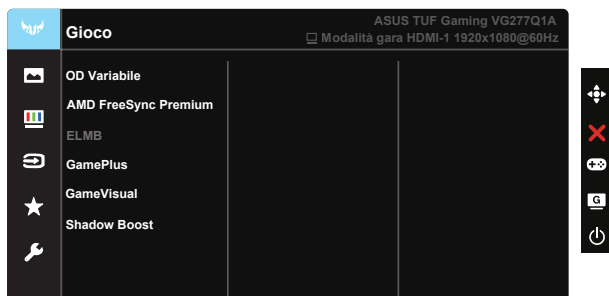 Gioco
ASUS TUF Gaming VG277Q1A
Modalità gara HDMI-1 1920x1080@60Hz
OD Variabile
AMD FreeSync Premium
ELMB
GamePlus
GameVisual
Shadow Boost
G